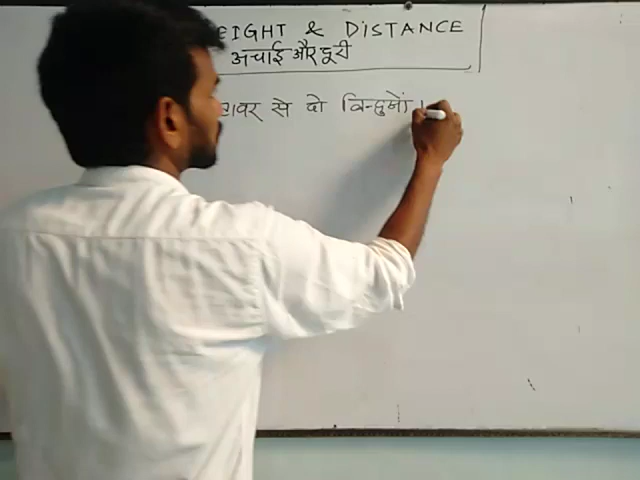 EIGHT & DISTANCE
अचाई और दूरी
टावर से दो विन्दुओं